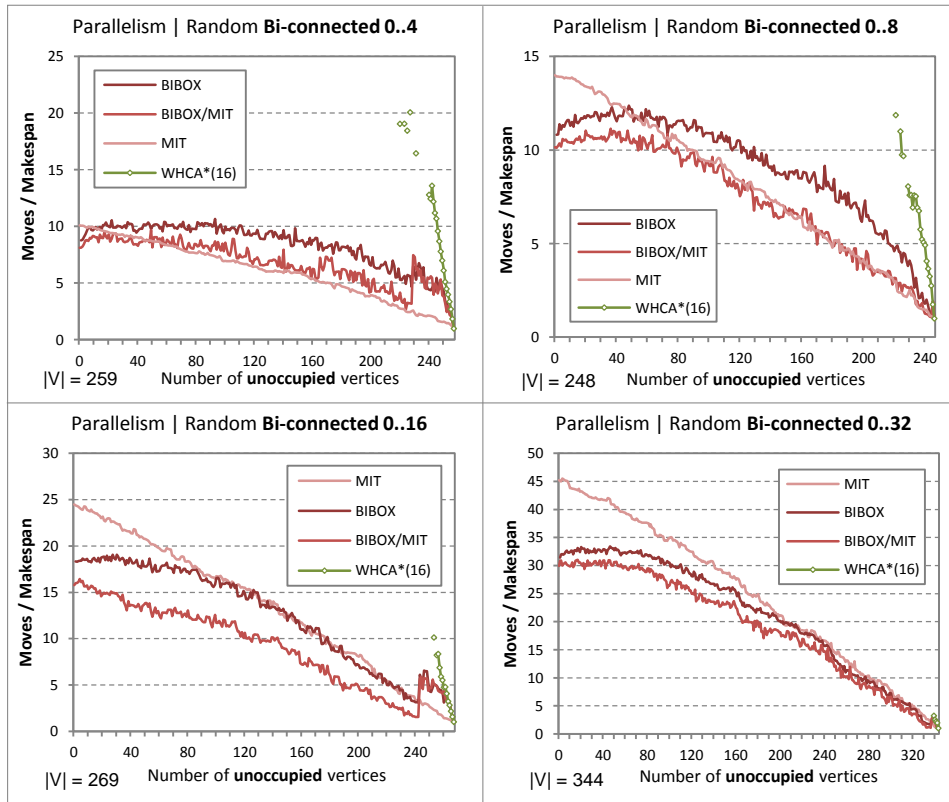 Parallelism | Random Bi-connected 0..4
Moves / Makespan
25
20
15
10
5
0
BIBOX
BIBOX/MIT
MIT
WHCA*(16)
0 40 80 120 160 200 240
|V| = 259
Number of unoccupied vertices
Parallelism | Random Bi-connected 0..8
Moves / Makespan
15
10
5
0
BIBOX
BIBOX/MIT
MIT
WHCA*(16)
0 40 80 120 160 200 240
|V| = 248
Number of unoccupied vertices
Parallelism | Random Bi-connected 0..16
Moves / Makespan
30
25
20
15
10
5
0
MIT
BIBOX
BIBOX/MIT
WHCA*(16)
0 40 80 120 160 200 240
|V| = 269
Number of unoccupied vertices
Parallelism | Random Bi-connected 0..32
Moves / Makespan
50
45
40
35
30
25
20
15
10
5
0
MIT
BIBOX
BIBOX/MIT
WHCA*(16)
0 40 80 120 160 200 240 280 320
|V| = 344
Number of unoccupied vertices